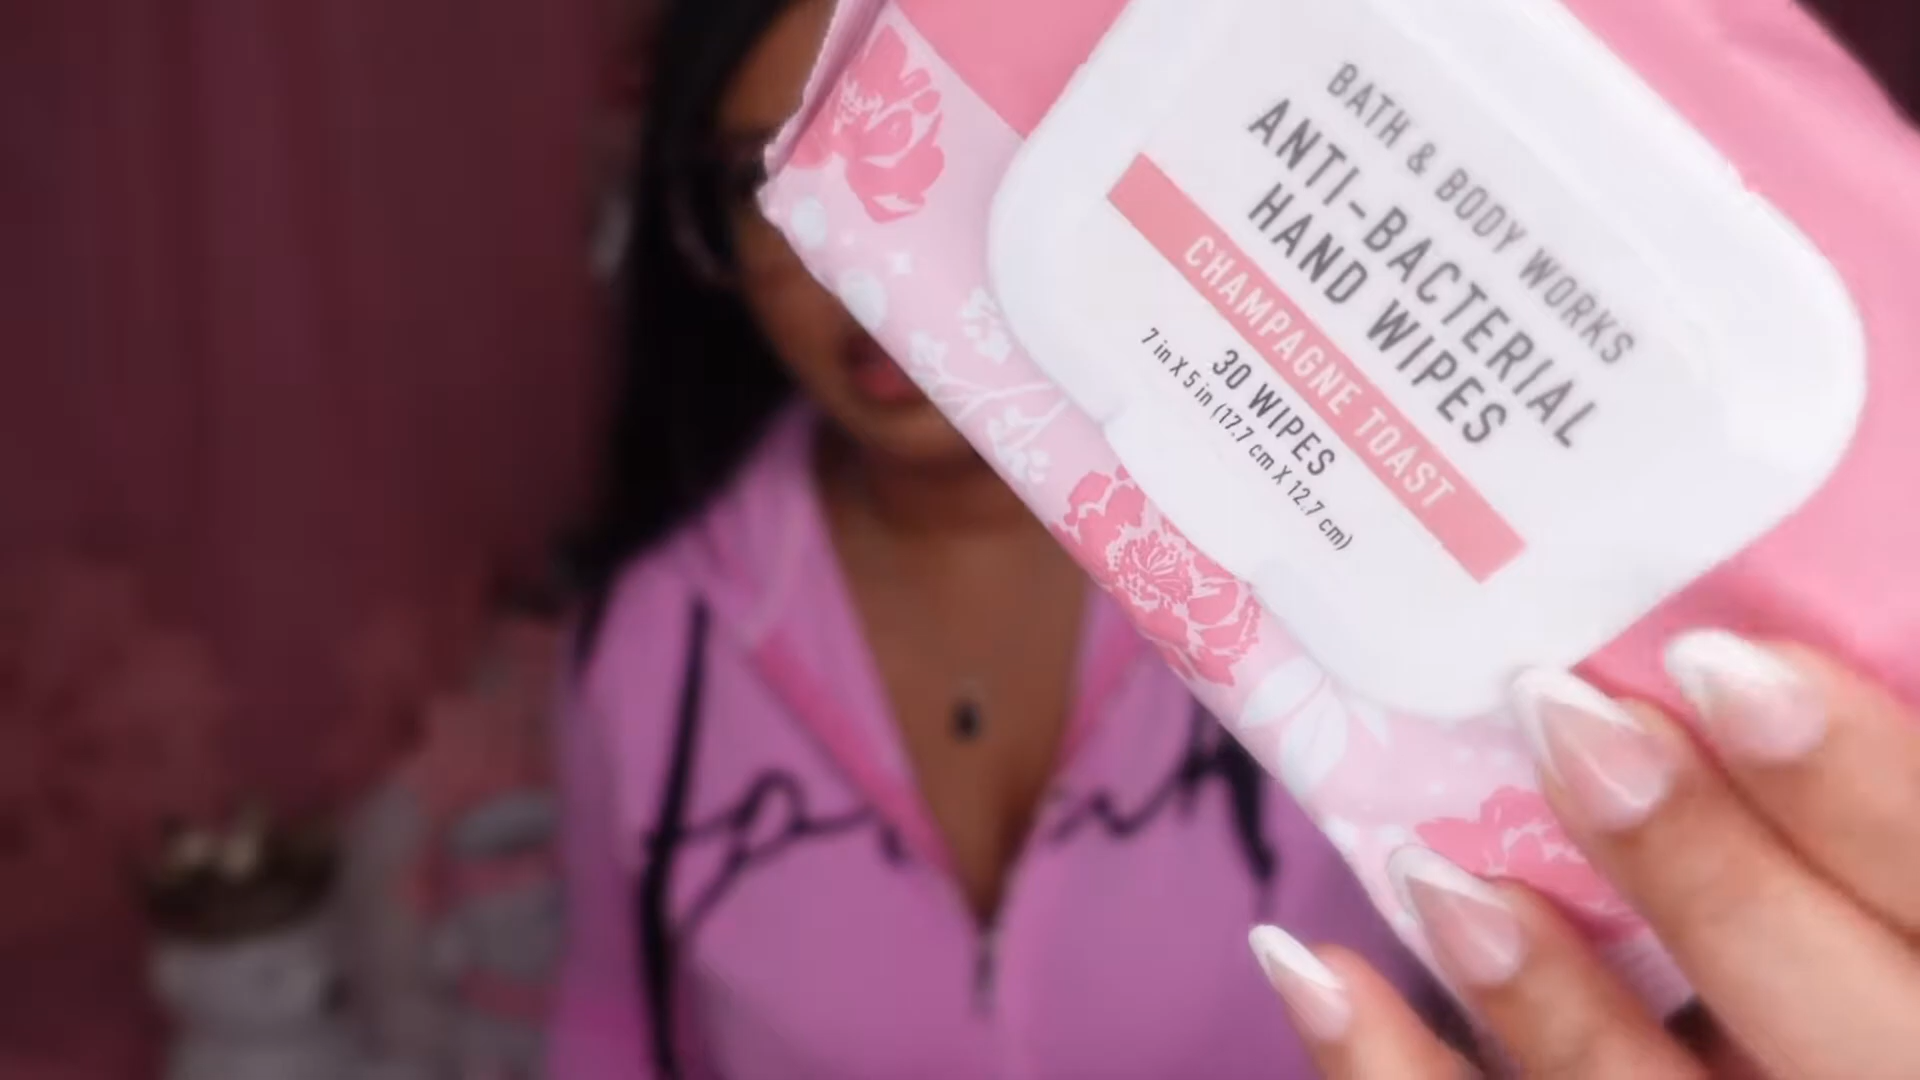 BATH & BODY WORKS
ANTI-BACTERIAL
HAND WIPES
CHAMPAGNE TOAST
30 WIPES
7 in X 5 in (17.7 cm X 12.7 cm)